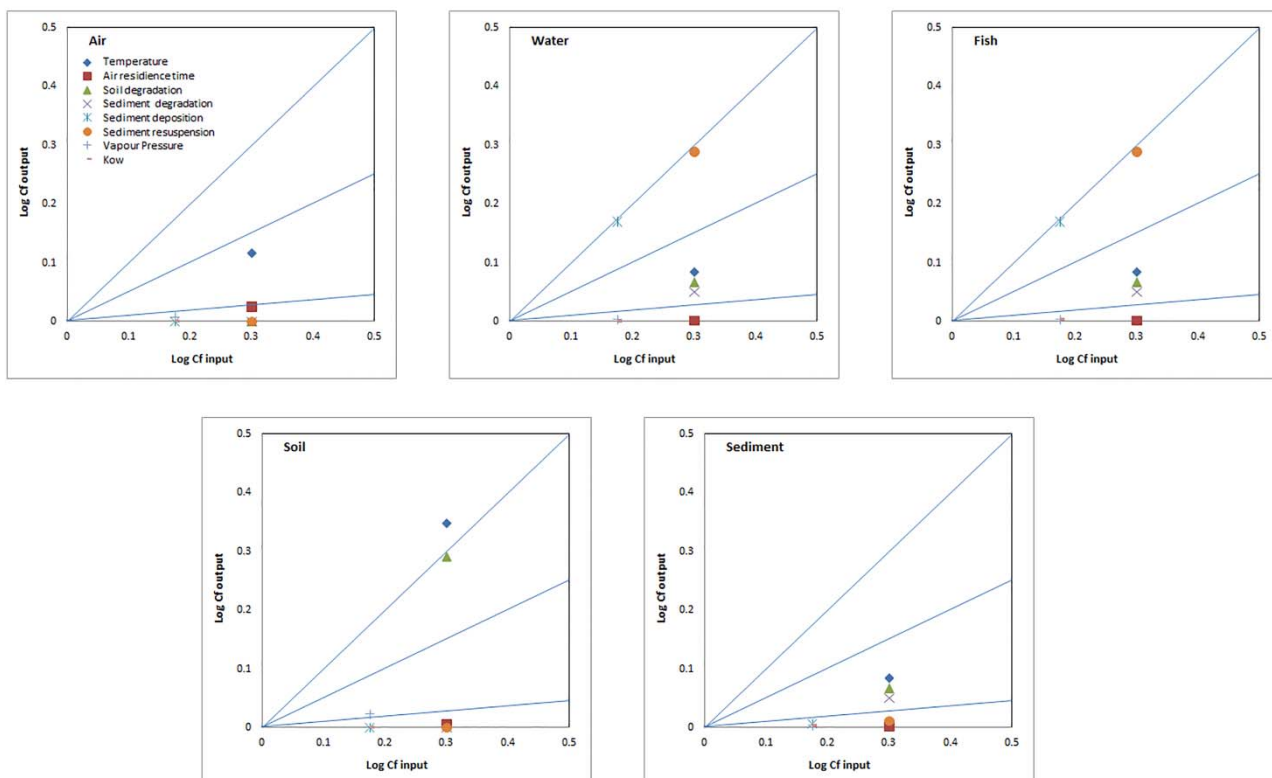 Air
Temperature
Air residience time
Soil degradation
Sediment degradation
Sediment deposition
Sediment resuspension
Vapour Pressure
Kow
Log Cf output
0.5
0.4
0.3
0.2
0.1
0
0 0.1 0.2 0.3 0.4 0.5
Log Cf input
Water
Log Cf output
0.5
0.4
0.3
0.2
0.1
0
0 0.1 0.2 0.3 0.4 0.5
Log Cf input
Fish
Log Cf output
0.5
0.4
0.3
0.2
0.1
0
0 0.1 0.2 0.3 0.4 0.5
Log Cf input
Soil
Log Cf output
0.5
0.4
0.3
0.2
0.1
0
0 0.1 0.2 0.3 0.4 0.5
Log Cf input
Sediment
Log Cf output
0.5
0.4
0.3
0.2
0.1
0
0 0.1 0.2 0.3 0.4 0.5
Log Cf input